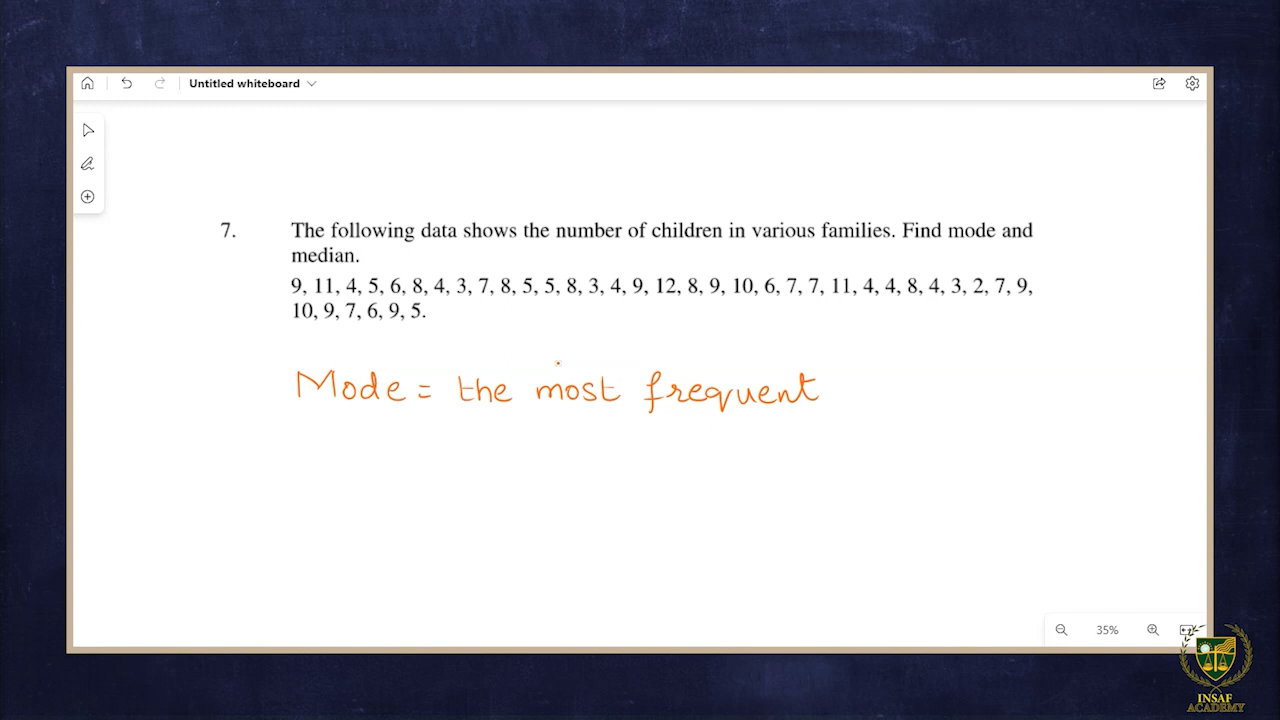 Untitled whiteboard
7. The following data shows the number of children in various families. Find mode and
median.
9, 11, 4, 5, 6, 8, 4, 3, 7, 8, 5, 5, 8, 3, 4, 9, 12, 8, 9, 10, 6, 7, 7, 11, 4, 4, 8, 4, 3, 2, 7, 9,
10, 9, 7, 6, 9, 5.
Mode = the most frequent
35%
INSAF
ACADEMY